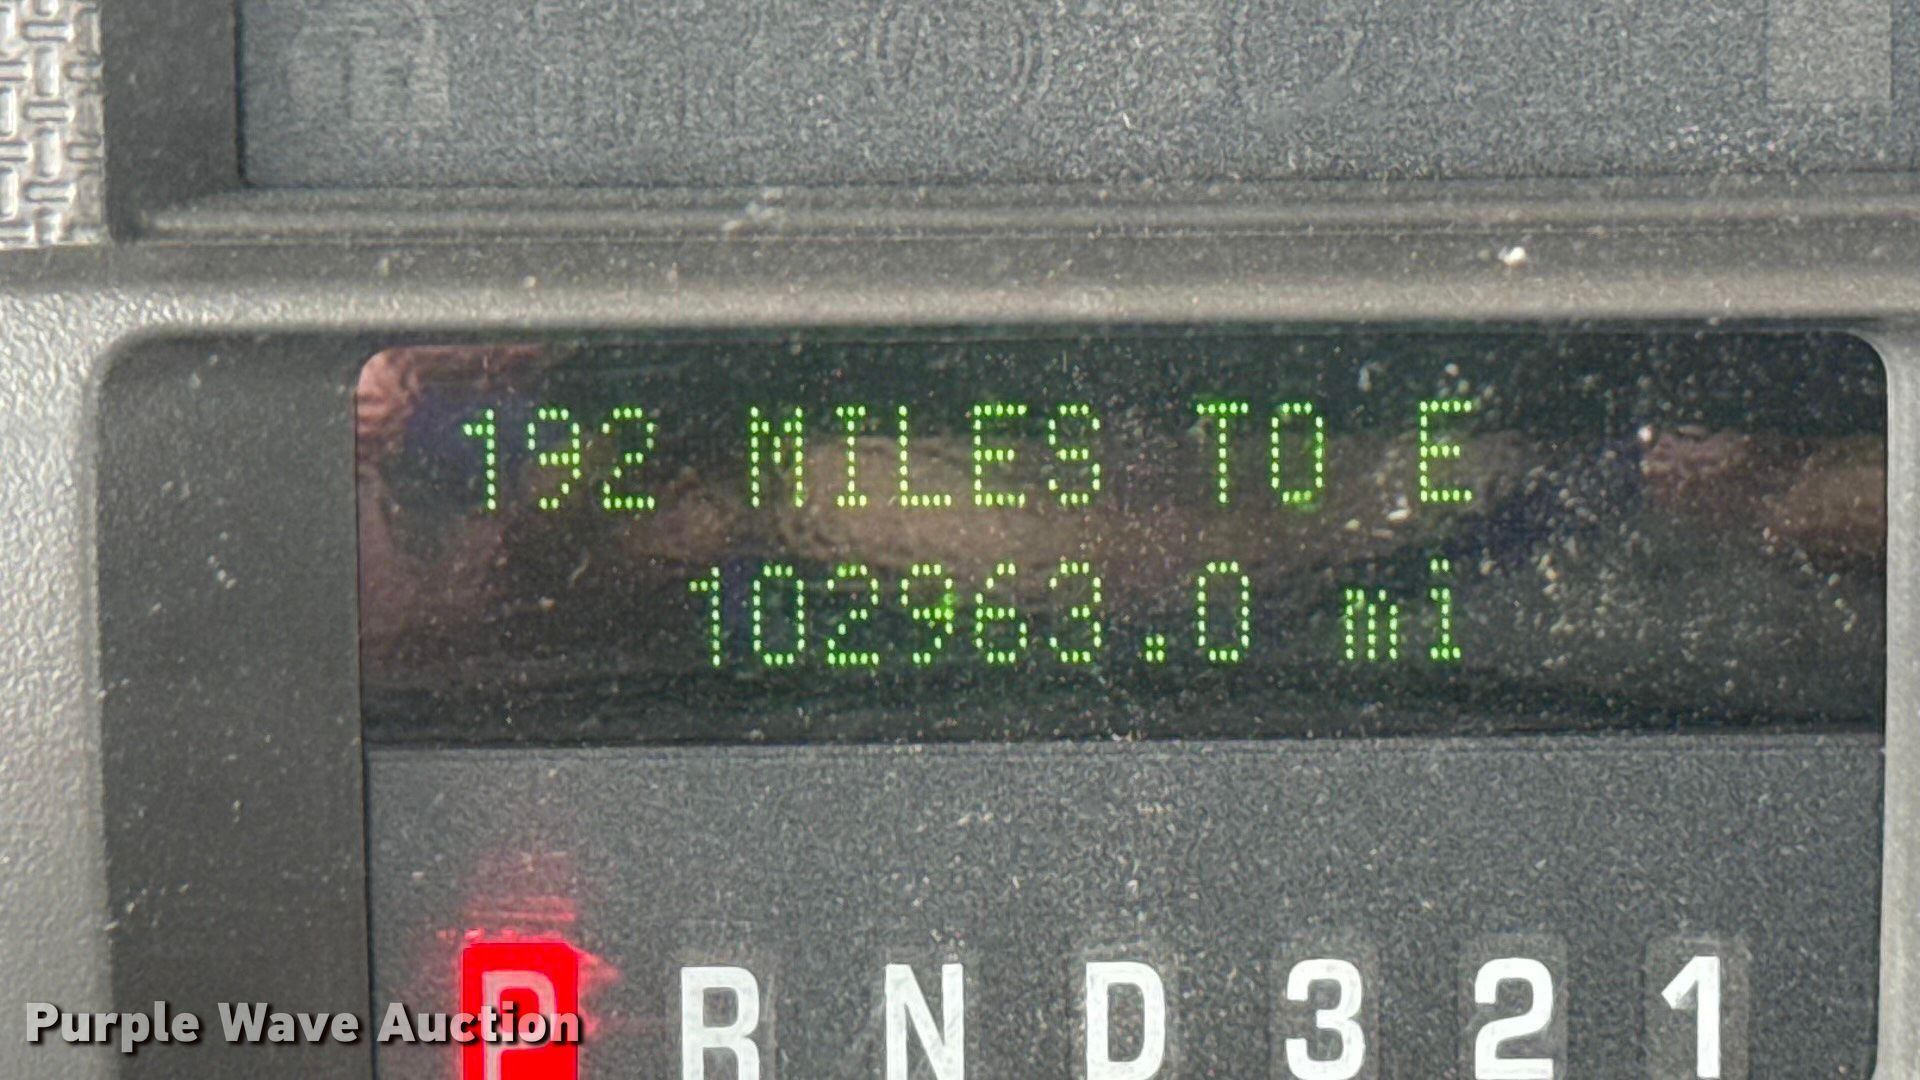 192 MILES TO E
102963.0 mi
P R N D 3 2 1
Purple Wave Auction